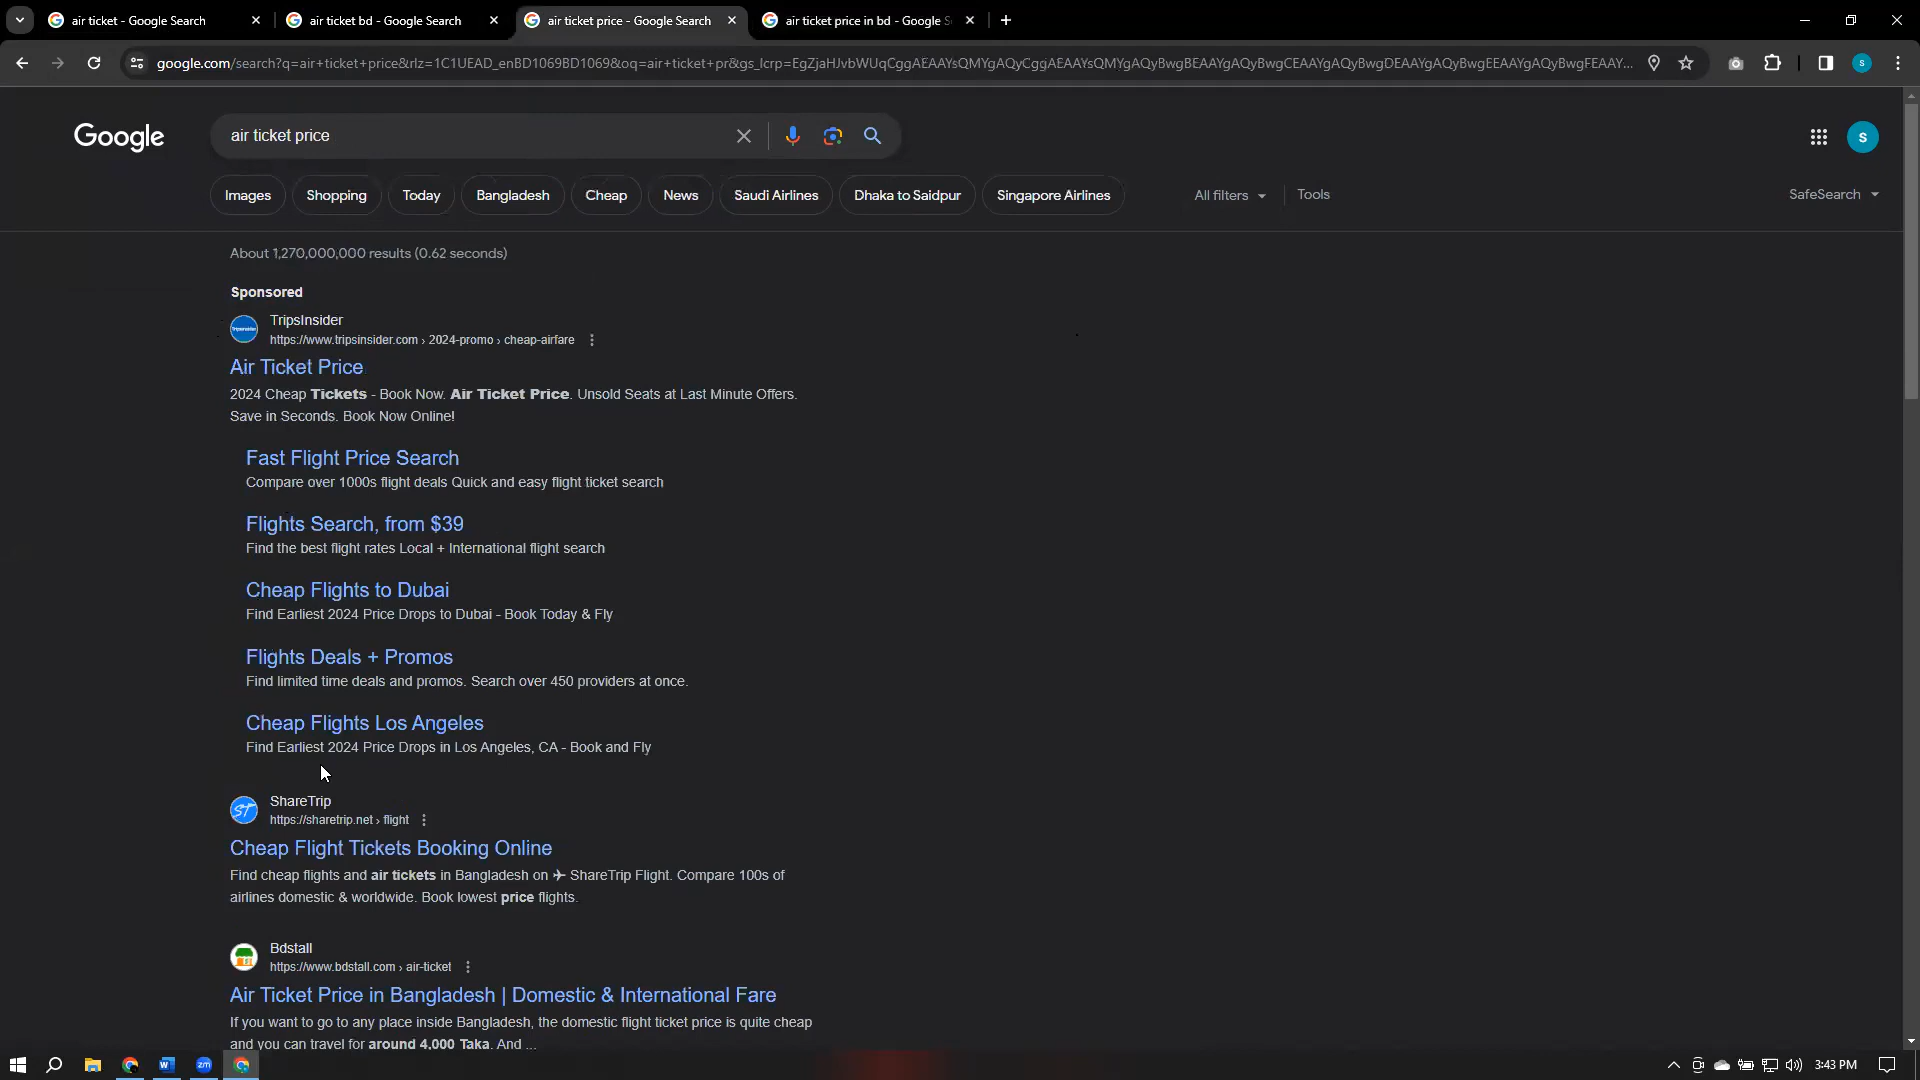 air ticket - Google Search
air ticket bd - Google Search
air ticket price - Google Search
air ticket price in bd - Google S
google.com/search?q=air+ticket+price&rlz=1C1UEAD_enBD1069BD1069&oq=air+ticket+pr&gs_lcrp=EgZjaHJvbWUqCggAEAAYsQMYgAQyCggAEAAYsQMYgAQyBwgBEAAYgAQyBwgCEAAYgAQyBwgDEAAYgAQyBwgEEAAYgAQyBwgFEAAY...
S
Google
air ticket price
S
Images
Shopping
Today
Bangladesh
Cheap
News
Saudi Airlines
Dhaka to Saidpur
Singapore Airlines
All filters
Tools
SafeSearch
About 1,270,000,000 results (0.62 seconds)
Sponsored
TripsInsider
https://www.tripsinsider.com › 2024-promo › cheap-airfare
Air Ticket Price
2024 Cheap Tickets - Book Now. Air Ticket Price. Unsold Seats at Last Minute Offers.
Save in Seconds. Book Now Online!
Fast Flight Price Search
Compare over 1000s flight deals Quick and easy flight ticket search
Flights Search, from $39
Find the best flight rates Local + International flight search
Cheap Flights to Dubai
Find Earliest 2024 Price Drops to Dubai - Book Today & Fly
Flights Deals + Promos
Find limited time deals and promos. Search over 450 providers at once.
Cheap Flights Los Angeles
Find Earliest 2024 Price Drops in Los Angeles, CA - Book and Fly
ST
ShareTrip
https://sharetrip.net › flight
Cheap Flight Tickets Booking Online
Find cheap flights and air tickets in Bangladesh on ✈ ShareTrip Flight. Compare 100s of
airlines domestic & worldwide. Book lowest price flights.
Bdstall
https://www.bdstall.com › air-ticket
Air Ticket Price in Bangladesh | Domestic & International Fare
If you want to go to any place inside Bangladesh, the domestic flight ticket price is quite cheap
and you can travel for around 4,000 Taka. And ...
W
zm
3:43 PM